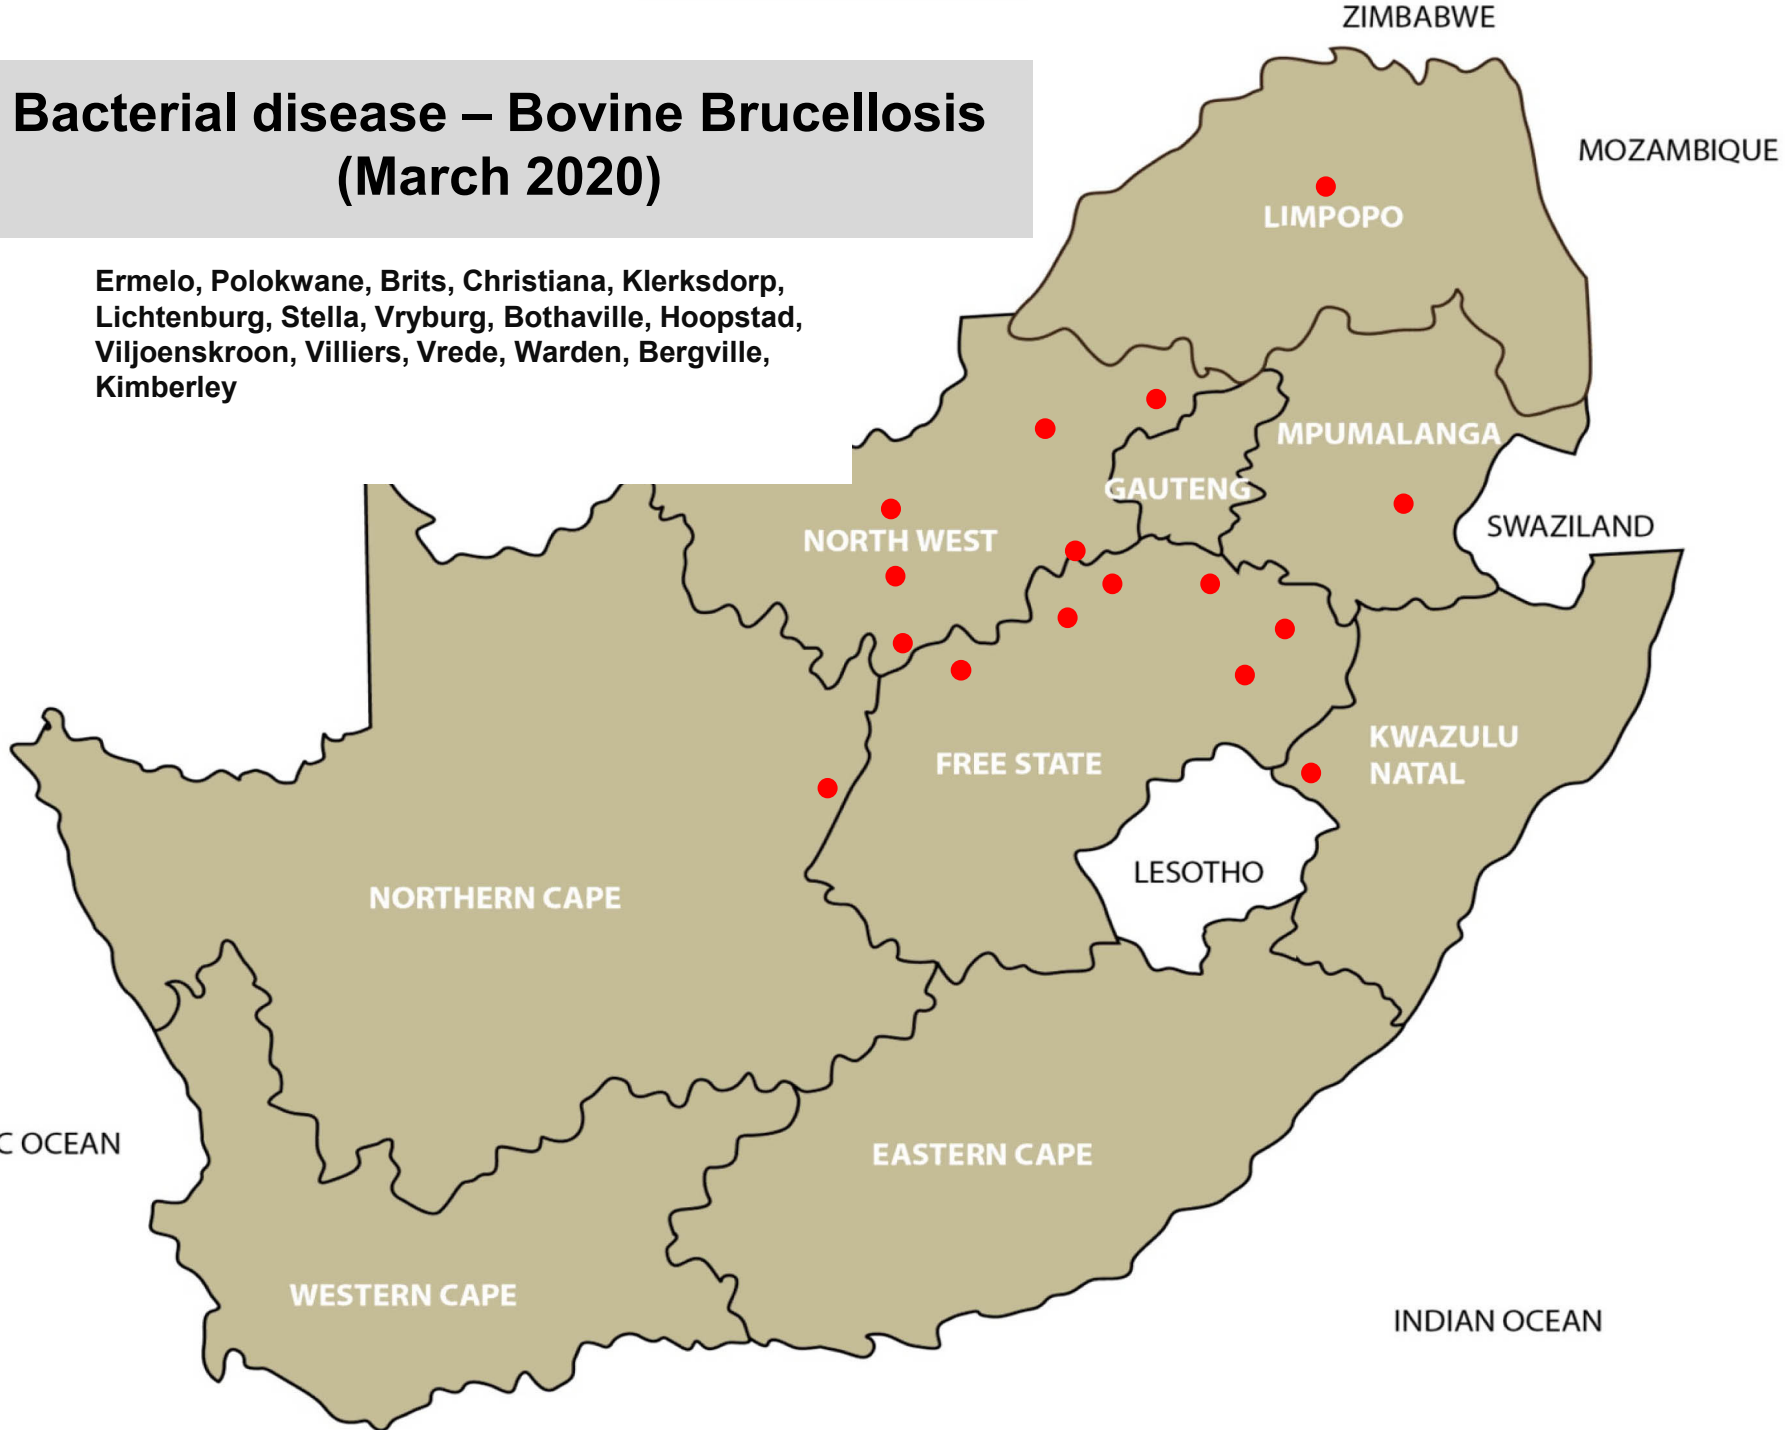 ZIMBABWE
Bacterial disease – Bovine Brucellosis
(March 2020)
MOZAMBIQUE
LIMPOPO
Ermelo, Polokwane, Brits, Christiana, Klerksdorp,
Lichtenburg, Stella, Vryburg, Bothaville, Hoopstad,
Viljoenskroon, Villiers, Vrede, Warden, Bergville,
Kimberley
MPUMALANGA
GAUTENG
SWAZILAND
NORTH WEST
KWAZULU
NATAL
FREE STATE
LESOTHO
NORTHERN CAPE
C OCEAN
EASTERN CAPE
WESTERN CAPE
INDIAN OCEAN